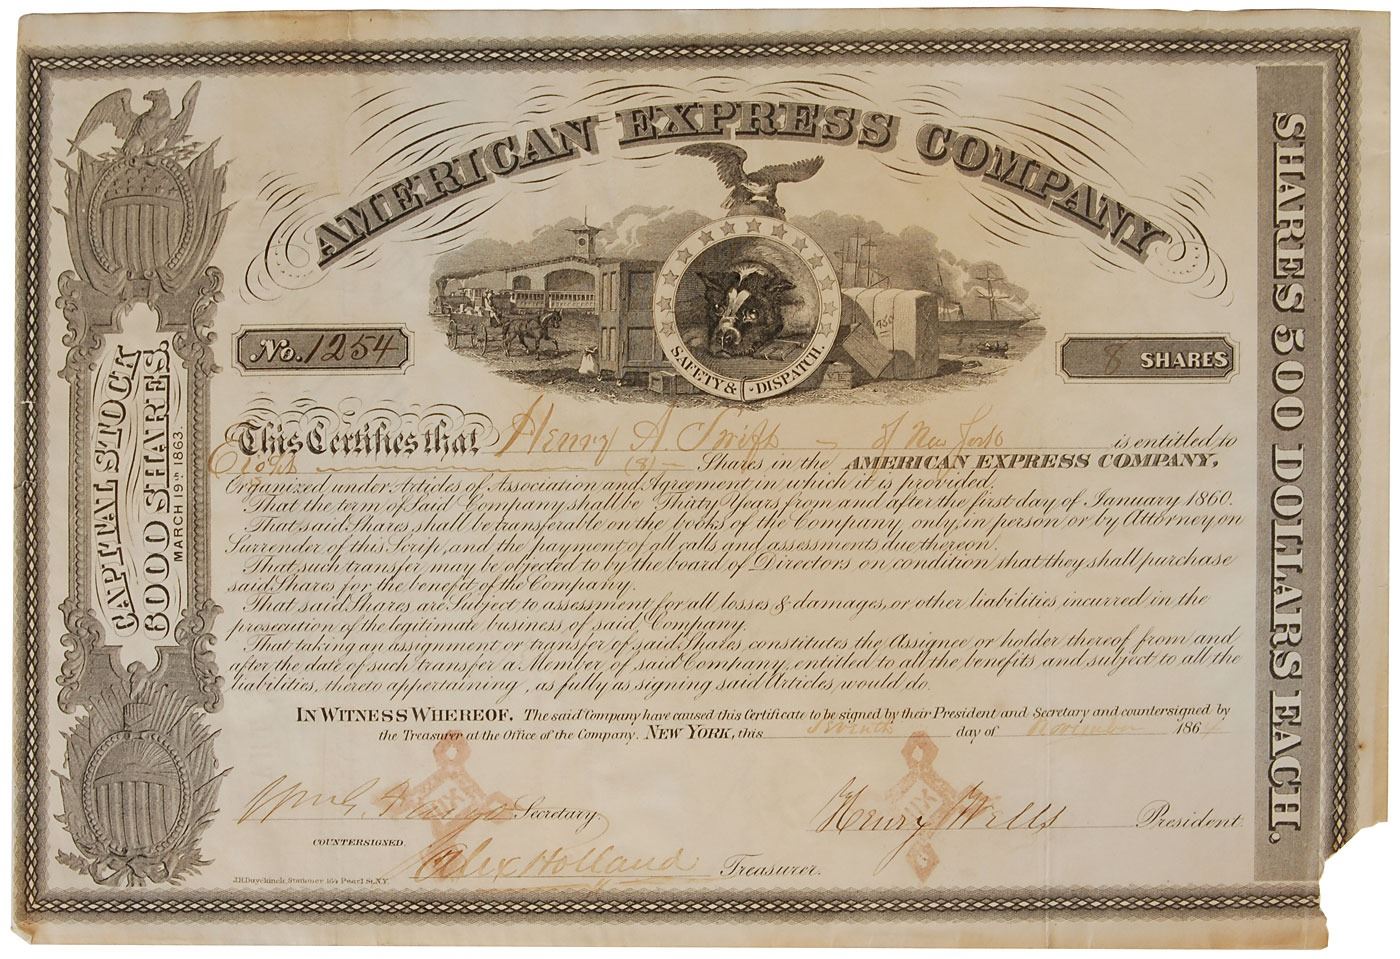 AMERICAN EXPRESS COMPANY
SAFETY & DISPATCH.
450
No. 1254
8 SHARES
CAPITAL STOCK
8000 SHARES.
MARCH 19th 1863.
SHARES 500 DOLLARS EACH.
This Certifies that Henry A. Swift of New York is entitled to
Eight (8) Shares in the AMERICAN EXPRESS COMPANY,
Organized under Articles of Association and Agreement in which it is provided.
That the term of said Company shall be Thirty Years from and after the first day of January 1860.
That said Shares shall be transferable on the books of the Company, only, in person or by Attorney on
Surrender of this Scrip, and the payment of all calls and assessments due thereon.
That such transfer may be objected to by the board of Directors on condition that they shall purchase
said Shares for the benefit of the Company.
That said Shares are Subject to assessment for all losses & damages, or other liabilities incurred in the
prosecution of the legitimate business of said Company.
That taking an assignment or transfer of said Shares constitutes the Assignee or holder thereof from and
after the date of such transfer a Member of said Company, entitled to all the benefits and subject to all the
liabilities, thereto appertaining, as fully as signing said Articles would do.
IN WITNESS WHEREOF, The said Company have caused this Certificate to be signed by their President and Secretary and countersigned by
the Treasurer at the Office of the Company. NEW YORK, this day of November 1864
Wm G. Fargo Secretary.
Henry Wells President.
COUNTERSIGNED.
Alex Holland Treasurer.
J.H. Duyckinck, Stationer 164 Pearl St. N.Y.